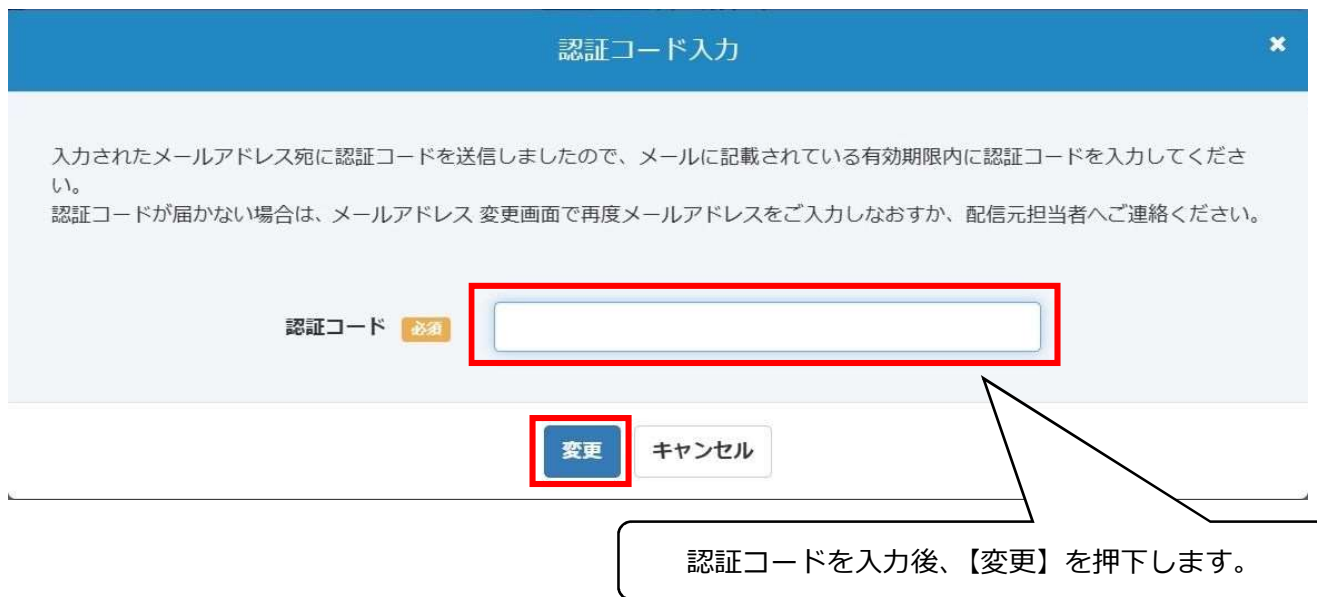 認証コード入力
入力されたメールアドレス宛に認証コードを送信しましたので、メールに記載されている有効期限内に認証コードを入力してくださ
い。
認証コードが届かない場合は、メールアドレス 変更画面で再度メールアドレスをご入力しなおすか、配信元担当者へご連絡ください。
認証コード 必須
変更 キャンセル
認証コードを入力後、【変更】を押下します。